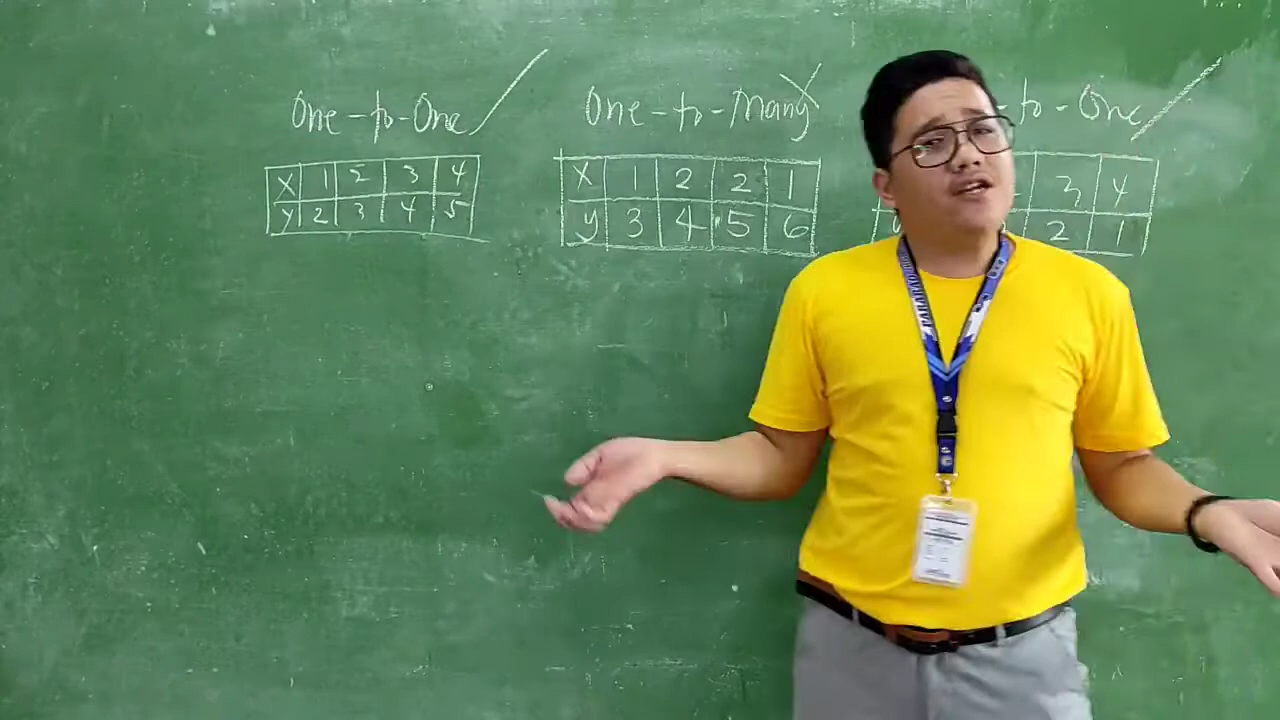 One-to-One
One-to-Many
-to-One
X 1 2 3 4
y 2 3 4 5
X 1 2 2 1
y 3 4 5 6
3 4
2 1